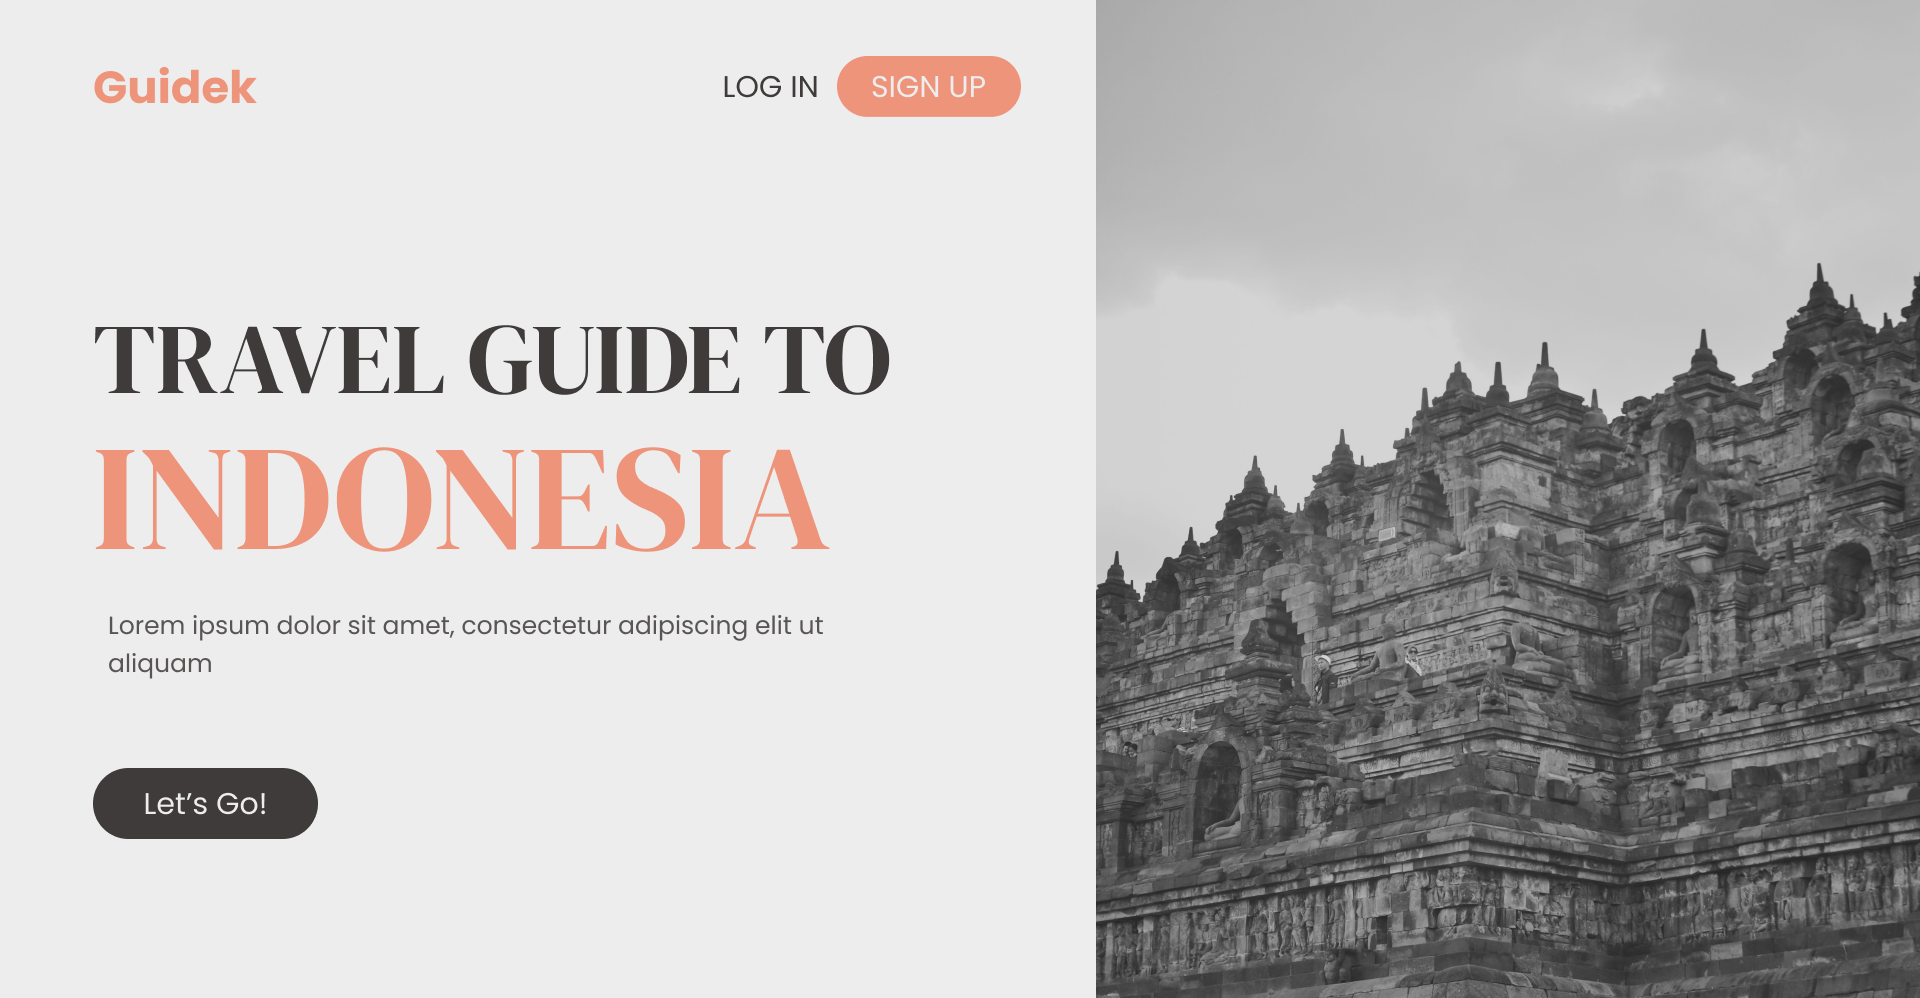 Guidek
LOG IN
SIGN UP
TRAVEL GUIDE TO
INDONESIA
Lorem ipsum dolor sit amet, consectetur adipiscing elit ut
aliquam
Let’s Go!